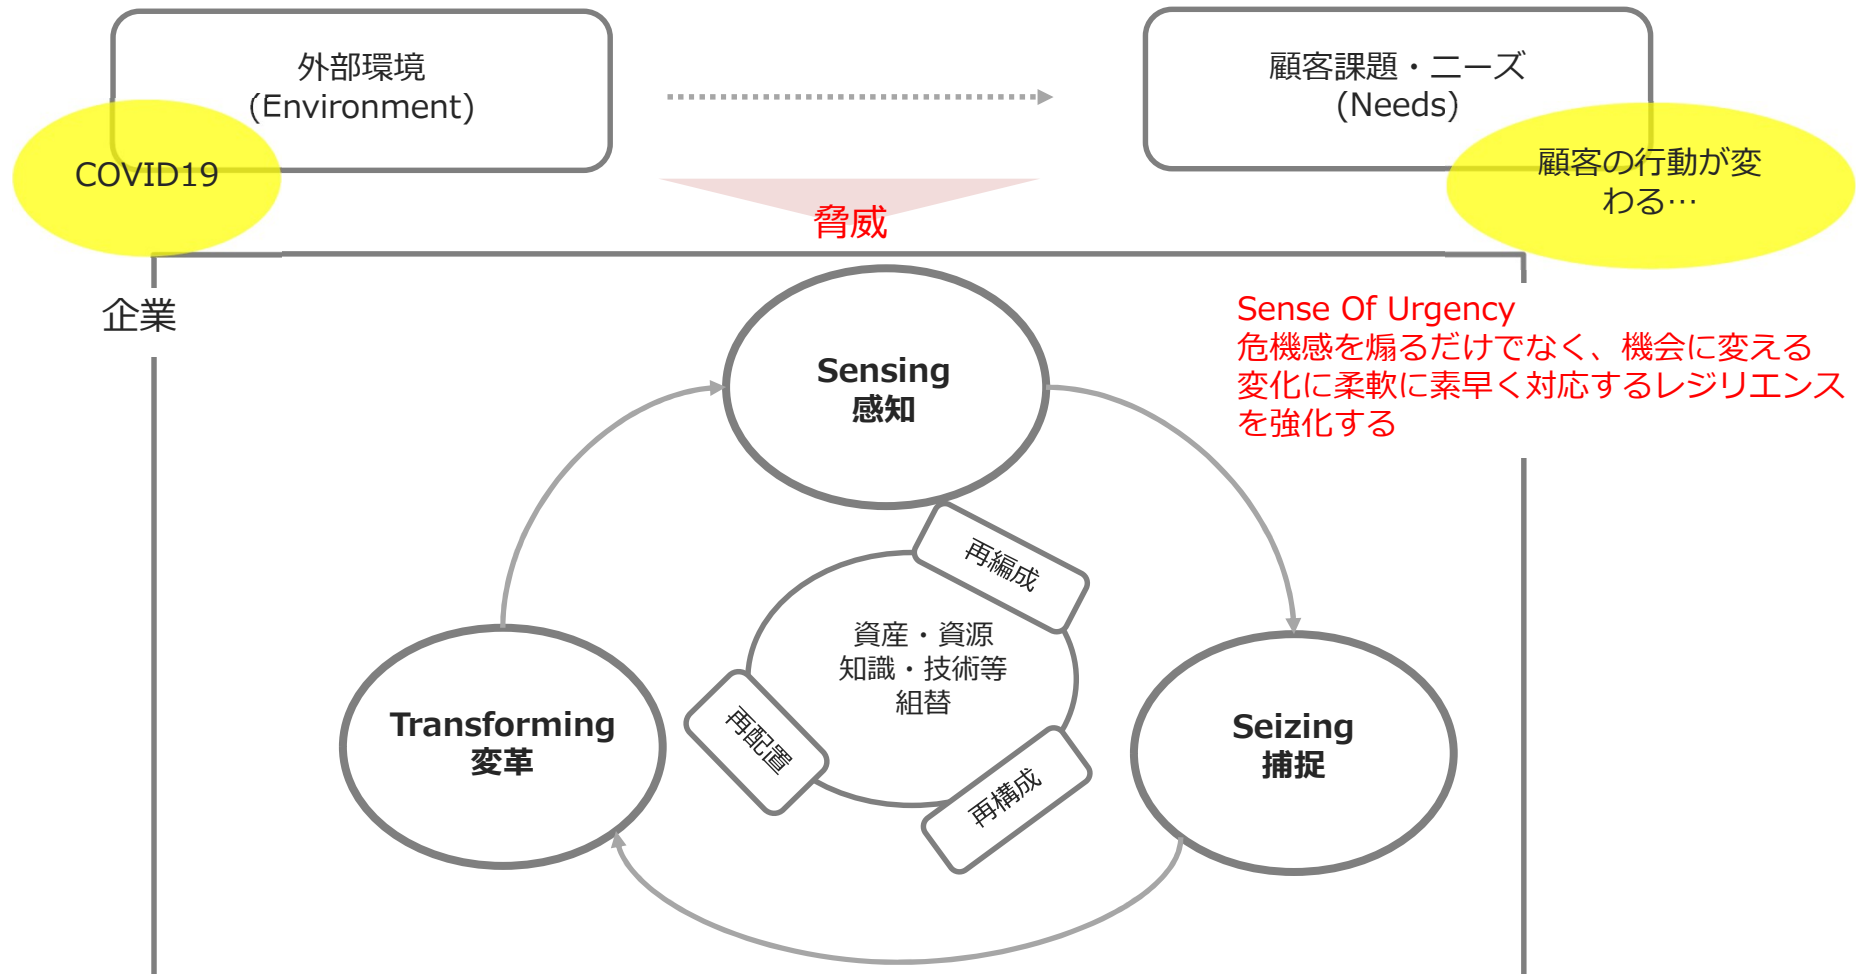 外部環境
(Environment)
顧客課題・ニーズ
(Needs)
COVID19
顧客の行動が変
わる…
脅威
企業
Sense Of Urgency
危機感を煽るだけでなく、機会に変える
変化に柔軟に素早く対応するレジリエンス
を強化する
Sensing
感知
再編成
資産・資源
知識・技術等
組替
再配置
再構成
Transforming
変革
Seizing
捕捉